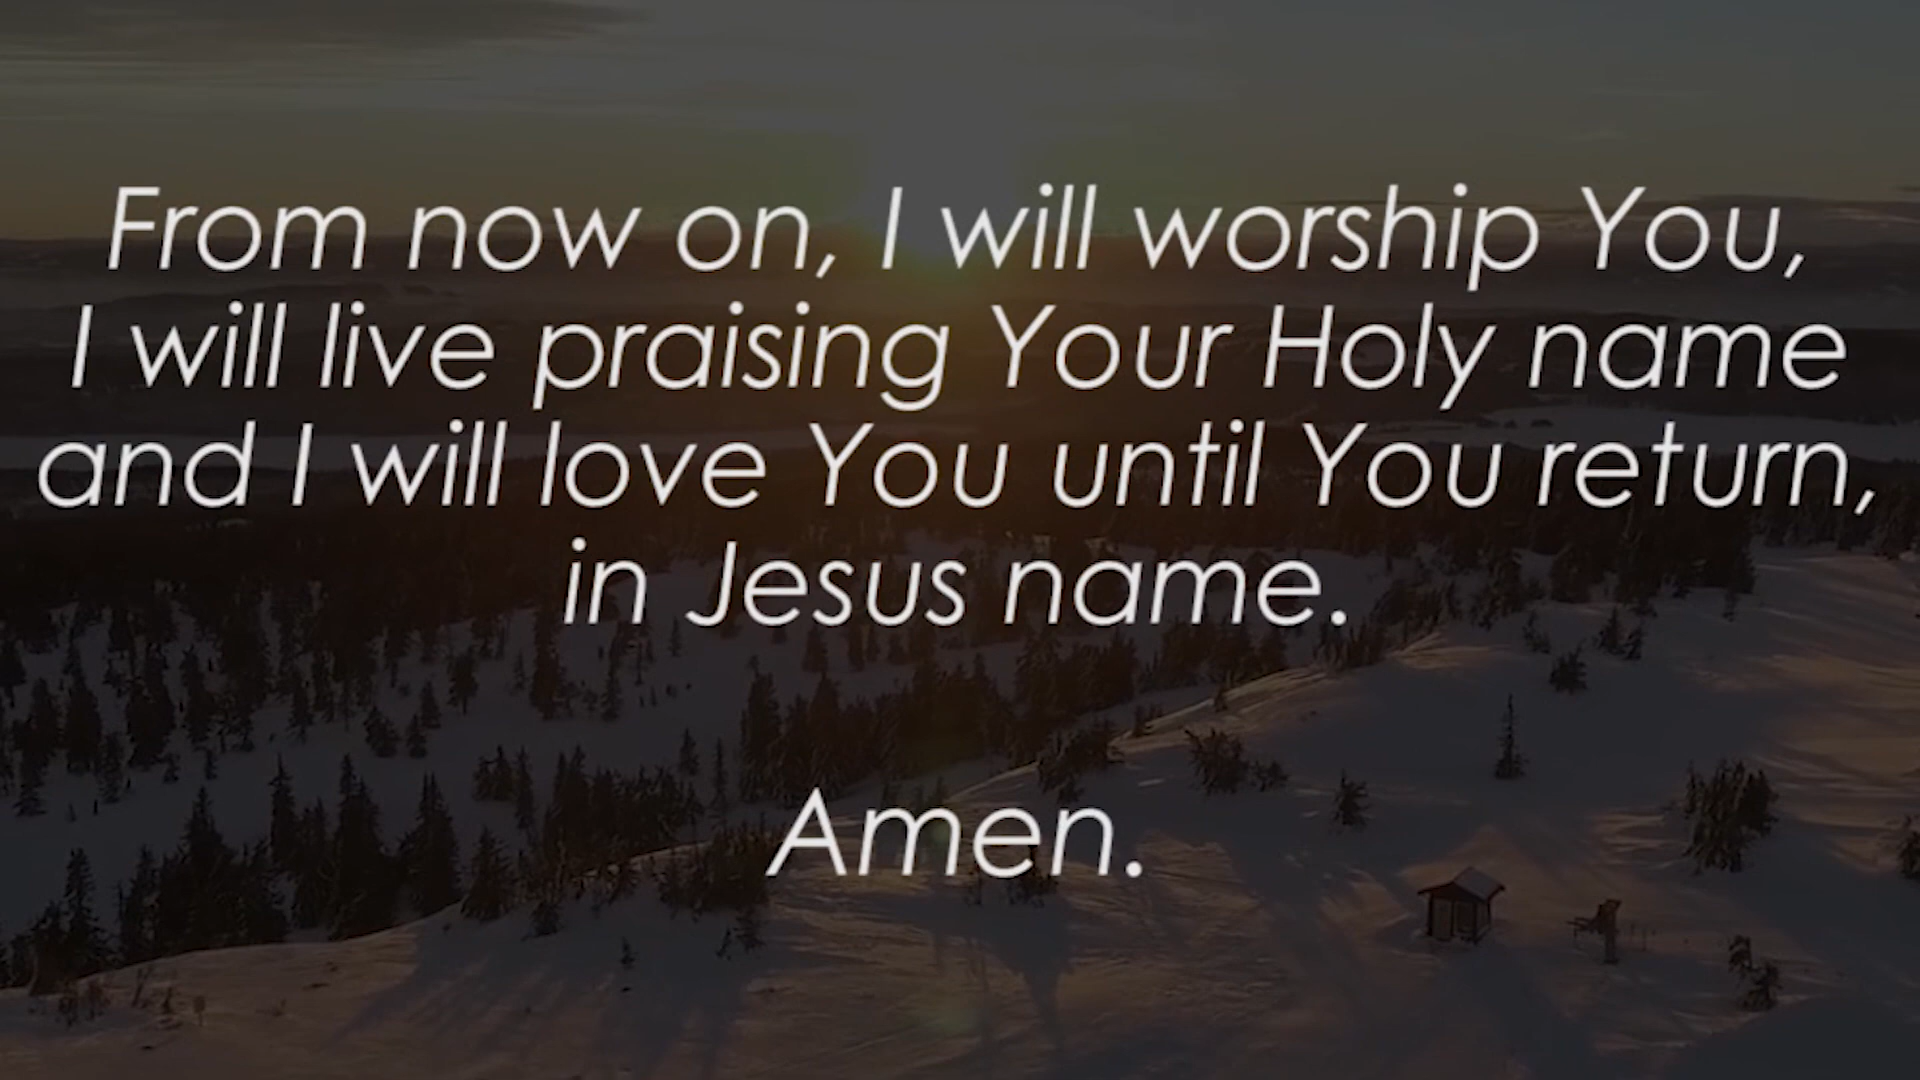 From now on, I will worship You,
I will live praising Your Holy name
and I will love You until You return,
in Jesus name.
Amen.